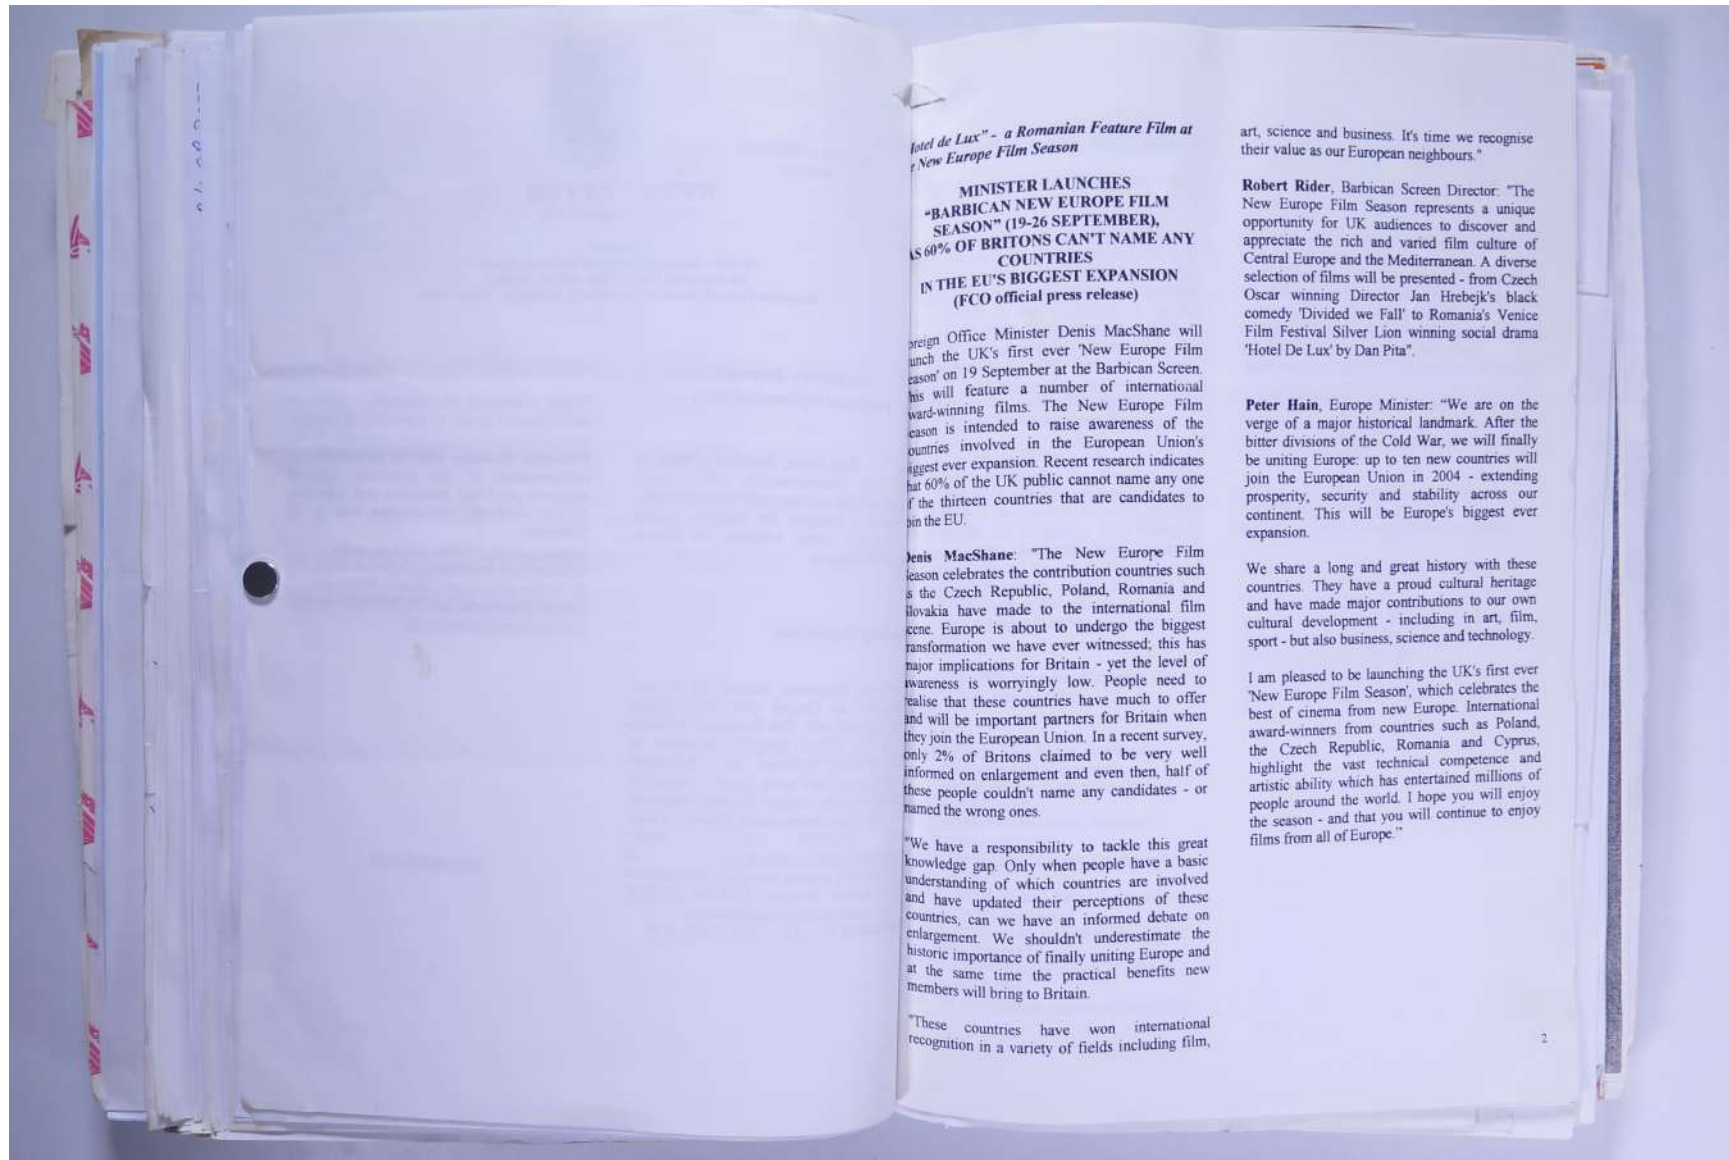 Hotel de Lux" - a Romanian Feature Film at
New Europe Film Season
MINISTER LAUNCHES
"BARBICAN NEW EUROPE FILM
SEASON" (19-26 SEPTEMBER),
AS 60% OF BRITONS CAN'T NAME ANY
COUNTRIES
IN THE EU'S BIGGEST EXPANSION
(FCO official press release)
oreign Office Minister Denis MacShane will
unch the UK's first ever 'New Europe Film
eason' on 19 September at the Barbican Screen.
his will feature a number of international
ward-winning films. The New Europe Film
eason is intended to raise awareness of the
ountries involved in the European Union's
iggest ever expansion. Recent research indicates
hat 60% of the UK public cannot name any one
f the thirteen countries that are candidates to
oin the EU.
Denis MacShane: "The New Europe Film
Season celebrates the contribution countries such
s the Czech Republic, Poland, Romania and
Slovakia have made to the international film
cene. Europe is about to undergo the biggest
ransformation we have ever witnessed; this has
major implications for Britain - yet the level of
awareness is worryingly low. People need to
realise that these countries have much to offer
and will be important partners for Britain when
they join the European Union. In a recent survey,
only 2% of Britons claimed to be very well
informed on enlargement and even then, half of
these people couldn't name any candidates - or
named the wrong ones.
"We have a responsibility to tackle this great
knowledge gap. Only when people have a basic
understanding of which countries are involved
and have updated their perceptions of these
countries, can we have an informed debate on
enlargement. We shouldn't underestimate the
historic importance of finally uniting Europe and
at the same time the practical benefits new
members will bring to Britain.
"These countries have won international
recognition in a variety of fields including film,
art, science and business. It's time we recognise
their value as our European neighbours."
Robert Rider, Barbican Screen Director: "The
New Europe Film Season represents a unique
opportunity for UK audiences to discover and
appreciate the rich and varied film culture of
Central Europe and the Mediterranean. A diverse
selection of films will be presented - from Czech
Oscar winning Director Jan Hrebejk's black
comedy 'Divided we Fall' to Romania's Venice
Film Festival Silver Lion winning social drama
'Hotel De Lux' by Dan Pita".
Peter Hain, Europe Minister: "We are on the
verge of a major historical landmark. After the
bitter divisions of the Cold War, we will finally
be uniting Europe: up to ten new countries will
join the European Union in 2004 - extending
prosperity, security and stability across our
continent. This will be Europe's biggest ever
expansion.
We share a long and great history with these
countries. They have a proud cultural heritage
and have made major contributions to our own
cultural development - including in art, film,
sport - but also business, science and technology.
I am pleased to be launching the UK's first ever
'New Europe Film Season', which celebrates the
best of cinema from new Europe. International
award-winners from countries such as Poland,
the Czech Republic, Romania and Cyprus,
highlight the vast technical competence and
artistic ability which has entertained millions of
people around the world. I hope you will enjoy
the season - and that you will continue to enjoy
films from all of Europe."
2